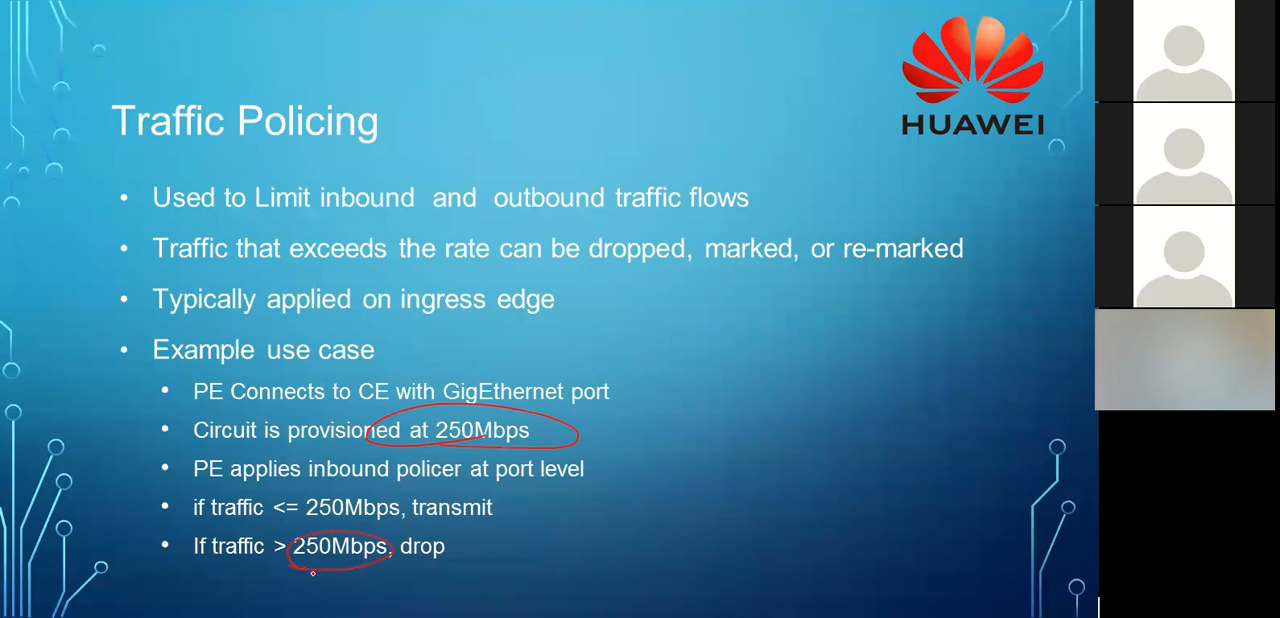 HUAWEI
Traffic Policing
• Used to Limit inbound and outbound traffic flows
• Traffic that exceeds the rate can be dropped, marked, or re-marked
• Typically applied on ingress edge
• Example use case
• PE Connects to CE with GigEthernet port
• Circuit is provisioned at 250Mbps
• PE applies inbound policer at port level
• if traffic <= 250Mbps, transmit
• If traffic > 250Mbps, drop